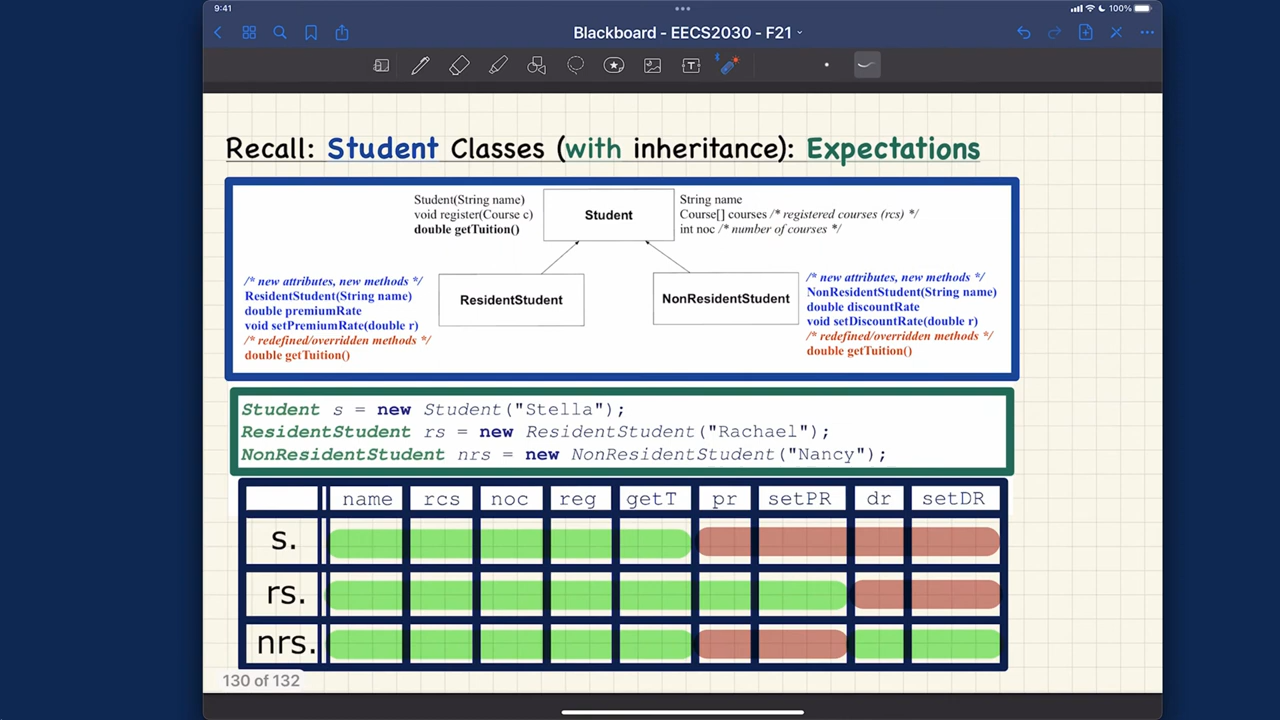 9:41
100%
Blackboard - EECS2030 - F21
Recall: Student Classes (with inheritance): Expectations
Student(String name)
void register(Course c)
double getTuition()
Student
String name
Course[] courses /* registered courses (rcs) */
int noc /* number of courses */
/* new attributes, new methods */
ResidentStudent(String name)
double premiumRate
void setPremiumRate(double r)
/* redefined/overridden methods */
double getTuition()
ResidentStudent
NonResidentStudent
/* new attributes, new methods */
NonResidentStudent(String name)
double discountRate
void setDiscountRate(double r)
/* redefined/overridden methods */
double getTuition()
Student s = new Student("Stella");
ResidentStudent rs = new ResidentStudent("Rachael");
NonResidentStudent nrs = new NonResidentStudent("Nancy");
name rcs noc reg getT pr setPR dr setDR
s.
rs.
nrs.
130 of 132